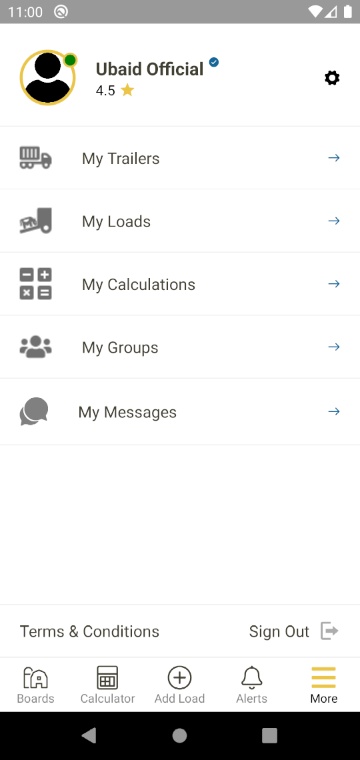 11:00
Ubaid Official
4.5
My Trailers
My Loads
My Calculations
My Groups
My Messages
Terms & Conditions Sign Out
Boards Calculator Add Load Alerts More